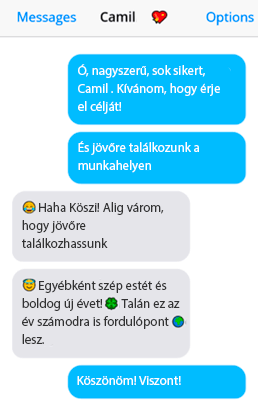 Messages Camil 💘 Options
Ó, nagyszerű, sok sikert,
Camil . Kívánom, hogy érje
el célját!
És jövőre találkozunk a
munkahelyen
😂 Haha Köszi! Alig várom,
hogy jövőre
találkozhassunk
😇 Egyébként szép estét és
boldog új évet! 🍀 Talán ez az
év számodra is fordulópont 🌍
lesz.
Köszönöm! Viszont!